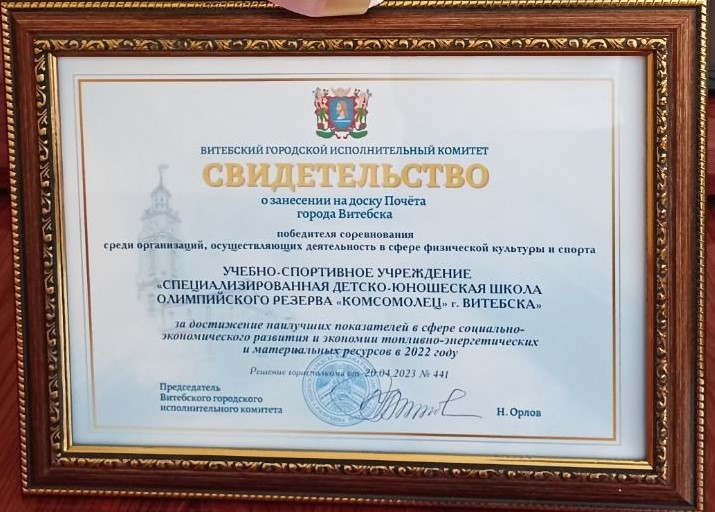 ВИТЕБСКИЙ ГОРОДСКОЙ ИСПОЛНИТЕЛЬНЫЙ КОМИТЕТ
СВИДЕТЕЛЬСТВО
о занесении на доску Почёта
города Витебска
победителя соревнования
среди организаций, осуществляющих деятельность в сфере физической культуры и спорта
УЧЕБНО-СПОРТИВНОЕ УЧРЕЖДЕНИЕ
«СПЕЦИАЛИЗИРОВАННАЯ ДЕТСКО-ЮНОШЕСКАЯ ШКОЛА
ОЛИМПИЙСКОГО РЕЗЕРВА «КОМСОМОЛЕЦ» г. ВИТЕБСКА»
за достижение наилучших показателей в сфере социально-
экономического развития и экономии топливно-энергетических
и материальных ресурсов в 2022 году
Решение горисполкома от 20.04.2023 № 441
Председатель
Витебского городского
исполнительного комитета
Н. Орлов